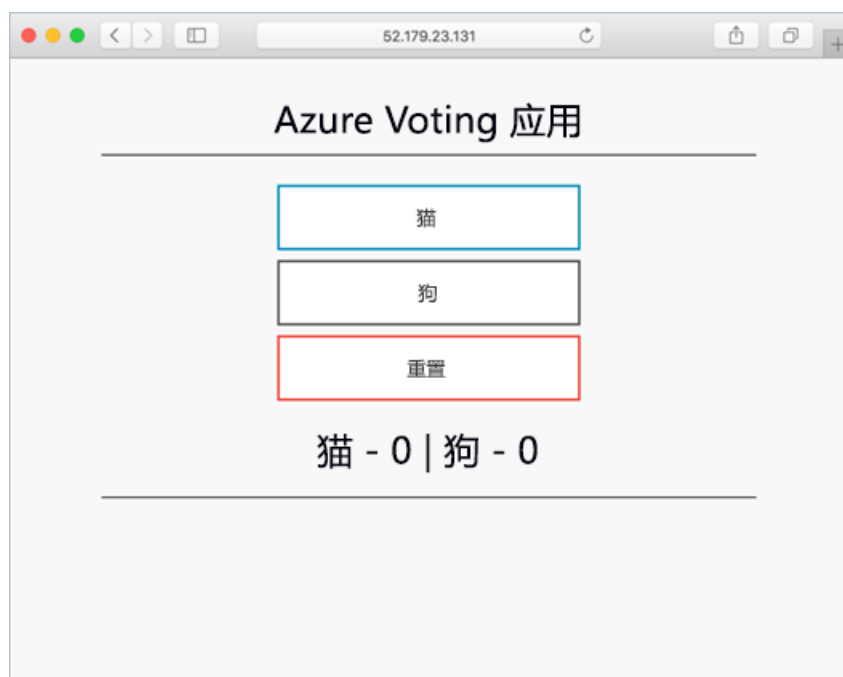 52.179.23.131
Azure Voting 应用
猫
狗
重置
猫 - 0 | 狗 - 0